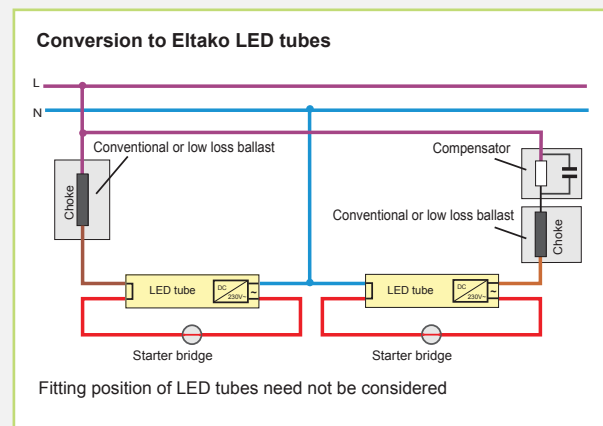 Conversion to Eltako LED tubes
L
N
Conventional or low loss ballast
Compensator
Choke
Conventional or low loss ballast
Choke
LED tube
DC
230V~
~
LED tube
DC
230V~
~
Starter bridge
Starter bridge
Fitting position of LED tubes need not be considered